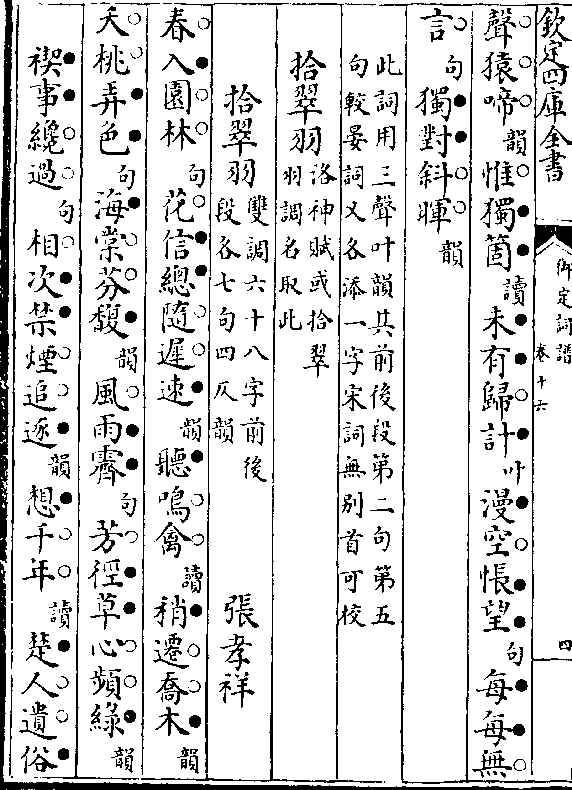 欽定四庫全書
御定詞譜
卷十六
四
聲猿啼韻惟獨箇讀未有歸計叶漫空悵望句每每無
言句獨對斜暉韻
此詞用三聲叶韻其前後段第二句第五
句較晏詞又各添一字宋詞無別首可校
拾翠羽洛神賦或拾翠
羽調名取此
拾翠羽雙調六十八字前後
段各七句四仄韻
張孝祥
春入園林句花信總隨遲速韻聽鳴禽讀稍遷喬木韻
夭桃弄色句海棠芬馥韻風雨霽句芳徑草心頻綠韻
禊事纔過句相次禁煙追逐韻想千年讀楚人遺俗